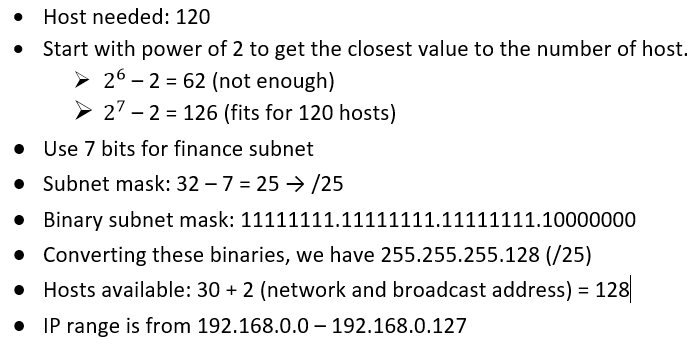 • Host needed: 120
• Start with power of 2 to get the closest value to the number of host.
➢ 2⁶ – 2 = 62 (not enough)
➢ 2⁷ – 2 = 126 (fits for 120 hosts)
• Use 7 bits for finance subnet
• Subnet mask: 32 – 7 = 25 → /25
• Binary subnet mask: 11111111.11111111.11111111.10000000
• Converting these binaries, we have 255.255.255.128 (/25)
• Hosts available: 30 + 2 (network and broadcast address) = 128
• IP range is from 192.168.0.0 – 192.168.0.127